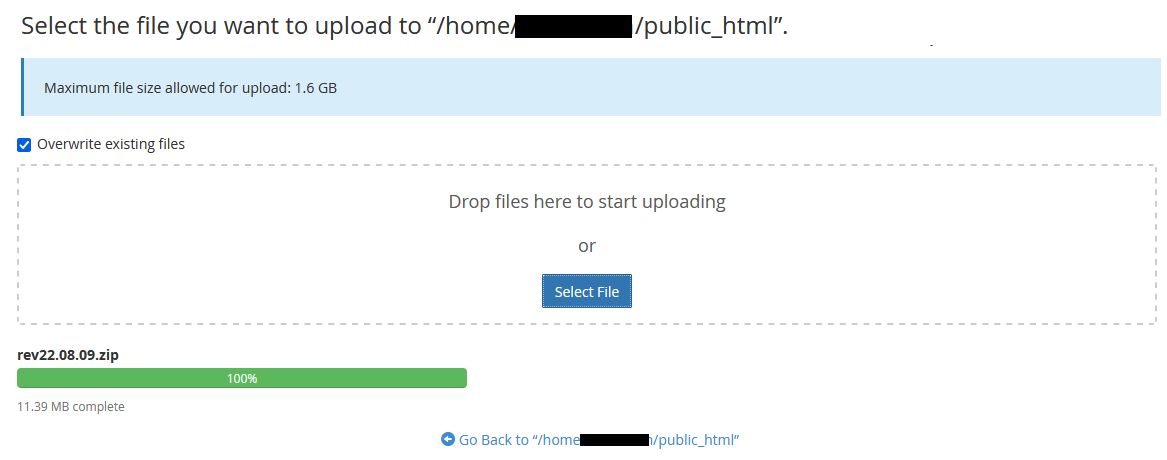 Select the file you want to upload to “/home/ /public_html”.
Maximum file size allowed for upload: 1.6 GB
Overwrite existing files
Drop files here to start uploading
or
Select File
rev22.08.09.zip
100%
11.39 MB complete
Go Back to “/home /public_html”